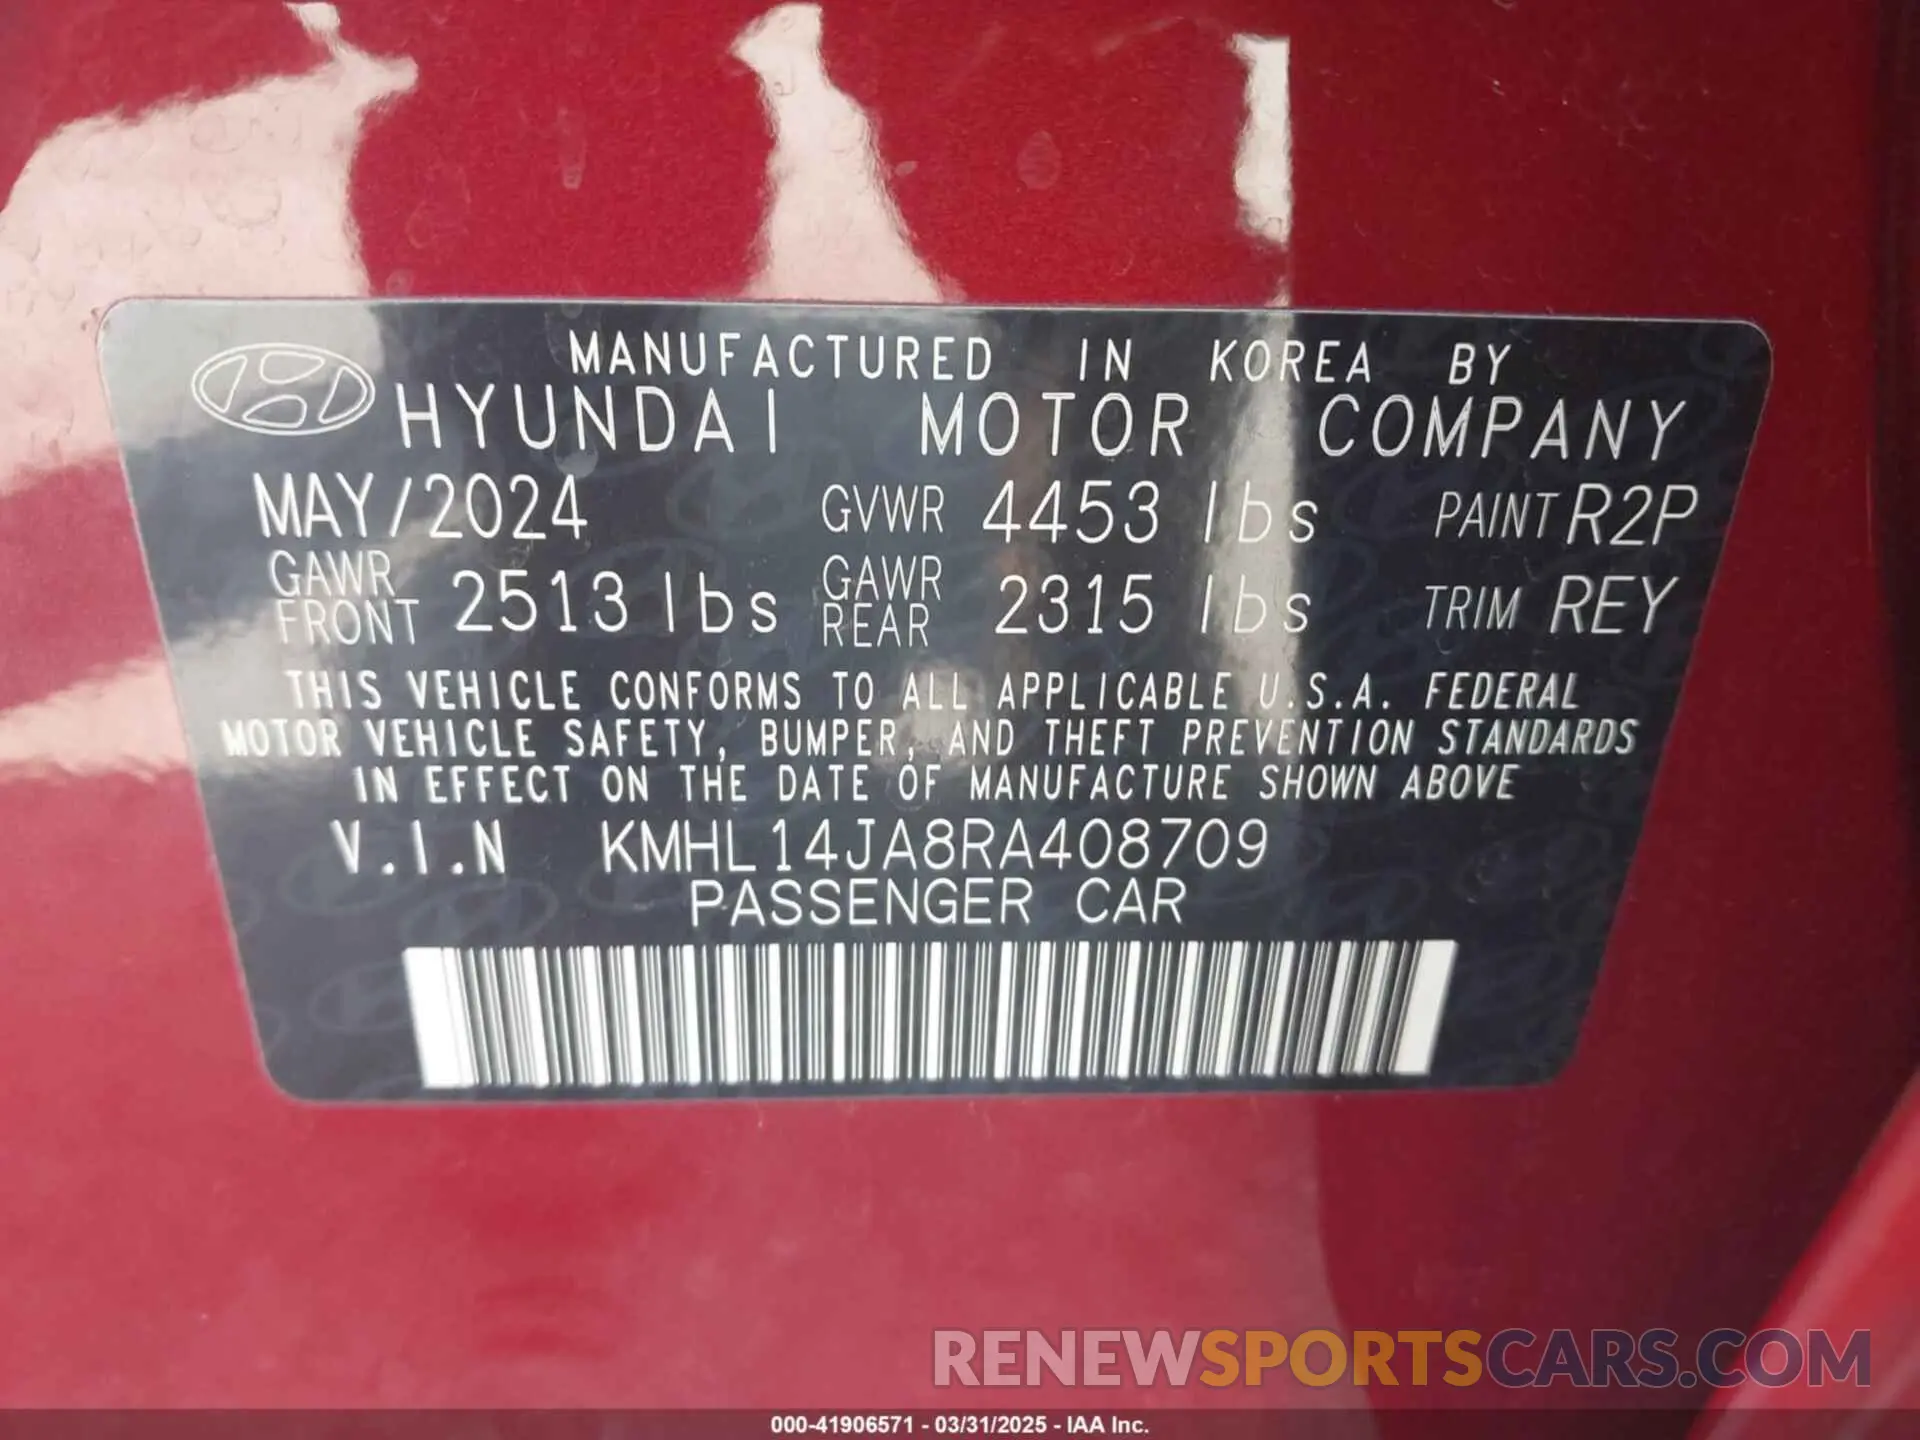 MANUFACTURED IN KOREA BY
HYUNDAI MOTOR COMPANY
MAY/2024 GVWR 4453 lbs PAINT R2P
GAWR FRONT 2513 lbs GAWR REAR 2315 lbs TRIM REY
THIS VEHICLE CONFORMS TO ALL APPLICABLE U.S.A. FEDERAL
MOTOR VEHICLE SAFETY, BUMPER, AND THEFT PREVENTION STANDARDS
IN EFFECT ON THE DATE OF MANUFACTURE SHOWN ABOVE
V.I.N KMHL14JA8RA408709
PASSENGER CAR
RENEWSPORTSCARS.COM
000-41906571 - 03/31/2025 - IAA Inc.